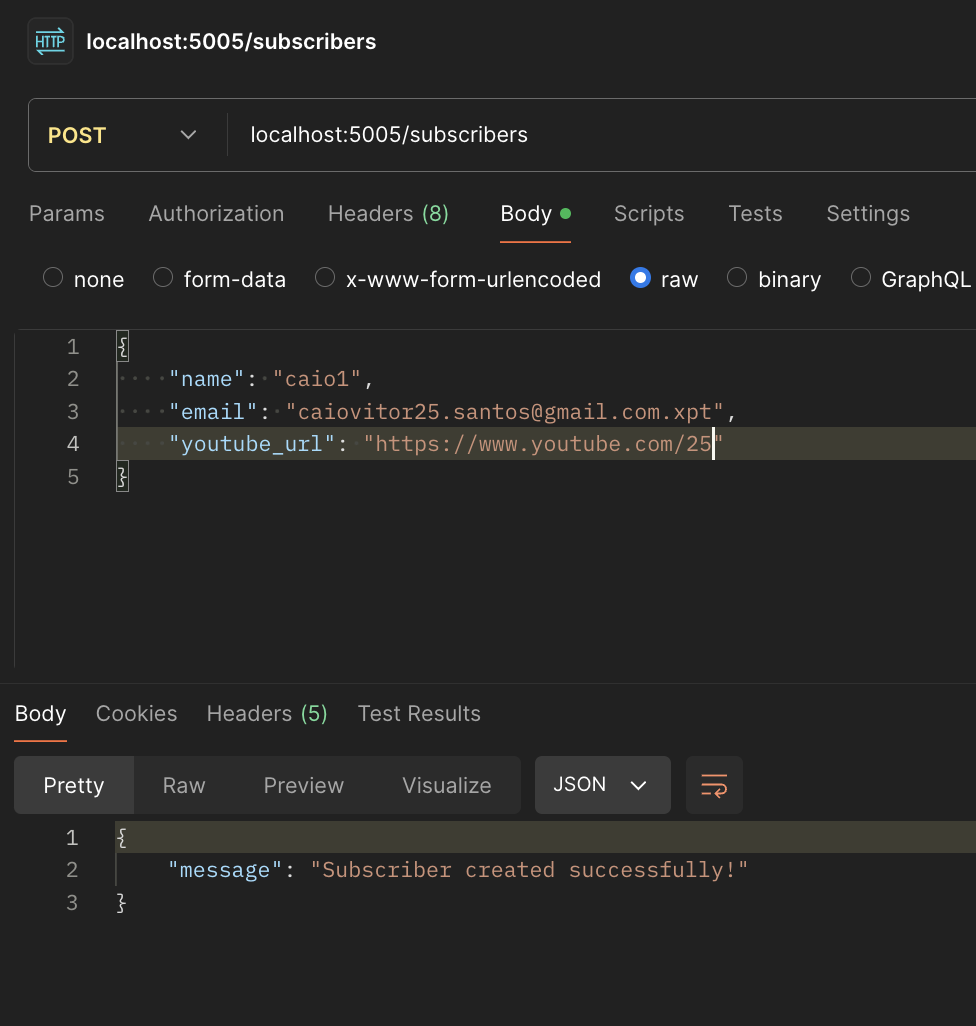 HTTP localhost:5005/subscribers
POST localhost:5005/subscribers
Params Authorization Headers (8) Body Scripts Tests Settings
none form-data x-www-form-urlencoded raw binary GraphQL
1 {
2 ····"name":·"caio1",
3 ····"email":·"caiovitor25.santos@gmail.com.xpt",
4 ····"youtube_url":·"https://www.youtube.com/25"
5 }
Body Cookies Headers (5) Test Results
Pretty Raw Preview Visualize JSON
1 {
2 "message": "Subscriber created successfully!"
3 }